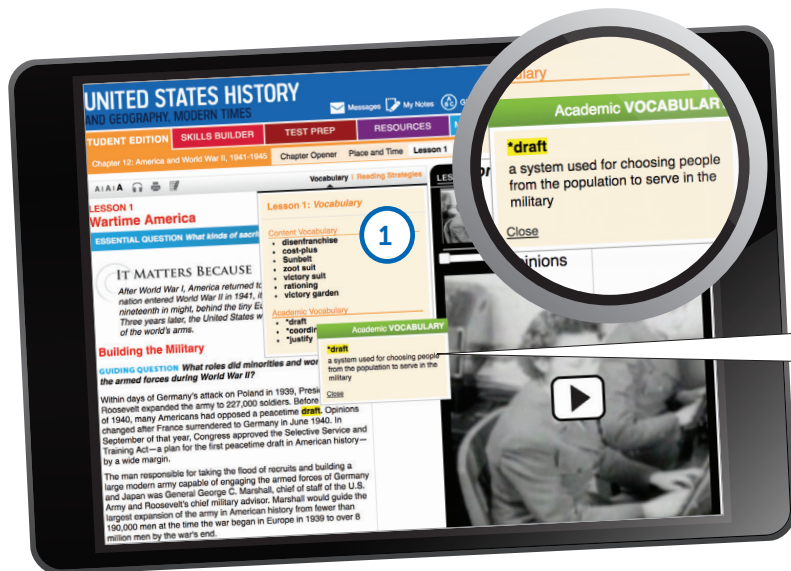 UNITED STATES HISTORY
AND GEOGRAPHY, MODERN TIMES
Messages My Notes
TUDENT EDITION SKILLS BUILDER TEST PREP RESOURCES
Chapter 12: America and World War II, 1941-1945 Chapter Opener Place and Time Lesson 1
A|A|A
Vocabulary | Reading Strategies
LESSON 1
Wartime America
ESSENTIAL QUESTION What kinds of
IT MATTERS BECAUSE
After World War I, America returned
nation entered World War II in 1941,
nineteenth in might, behind the tiny
Three years later, the United States
of the world's arms.
Building the Military
GUIDING QUESTION What roles did minorities and
the armed forces during World War II?
Within days of Germany's attack on Poland in 1939,
Roosevelt expanded the army to 227,000 soldiers. Before
of 1940, many Americans had opposed a peacetime draft. Opinions
changed after France surrendered to Germany in June 1940. In
September of that year, Congress approved the Selective Service and
Training Act—a plan for the first peacetime draft in American history—
by a wide margin.
The man responsible for taking the flood of recruits and building a
large modern army capable of engaging the armed forces of Germany
and Japan was General George C. Marshall, chief of staff of the U.S.
Army and Roosevelt's chief military advisor. Marshall would guide the
largest expansion of the army in American history from fewer than
190,000 men at the time the war began in Europe in 1939 to over 8
million men by the war's end.
Lesson 1: Vocabulary
1
Content Vocabulary
• disenfranchise
• cost-plus
• Sunbelt
• zoot suit
• victory suit
• rationing
• victory garden
Academic Vocabulary
• *draft
• *coordin
• *justify
Academic VOCABULARY
*draft
a system used for choosing people
from the population to serve in the
military
Close
LES
lary
Academic VOCABULAR
*draft
a system used for choosing people
from the population to serve in the
military
Close
inions